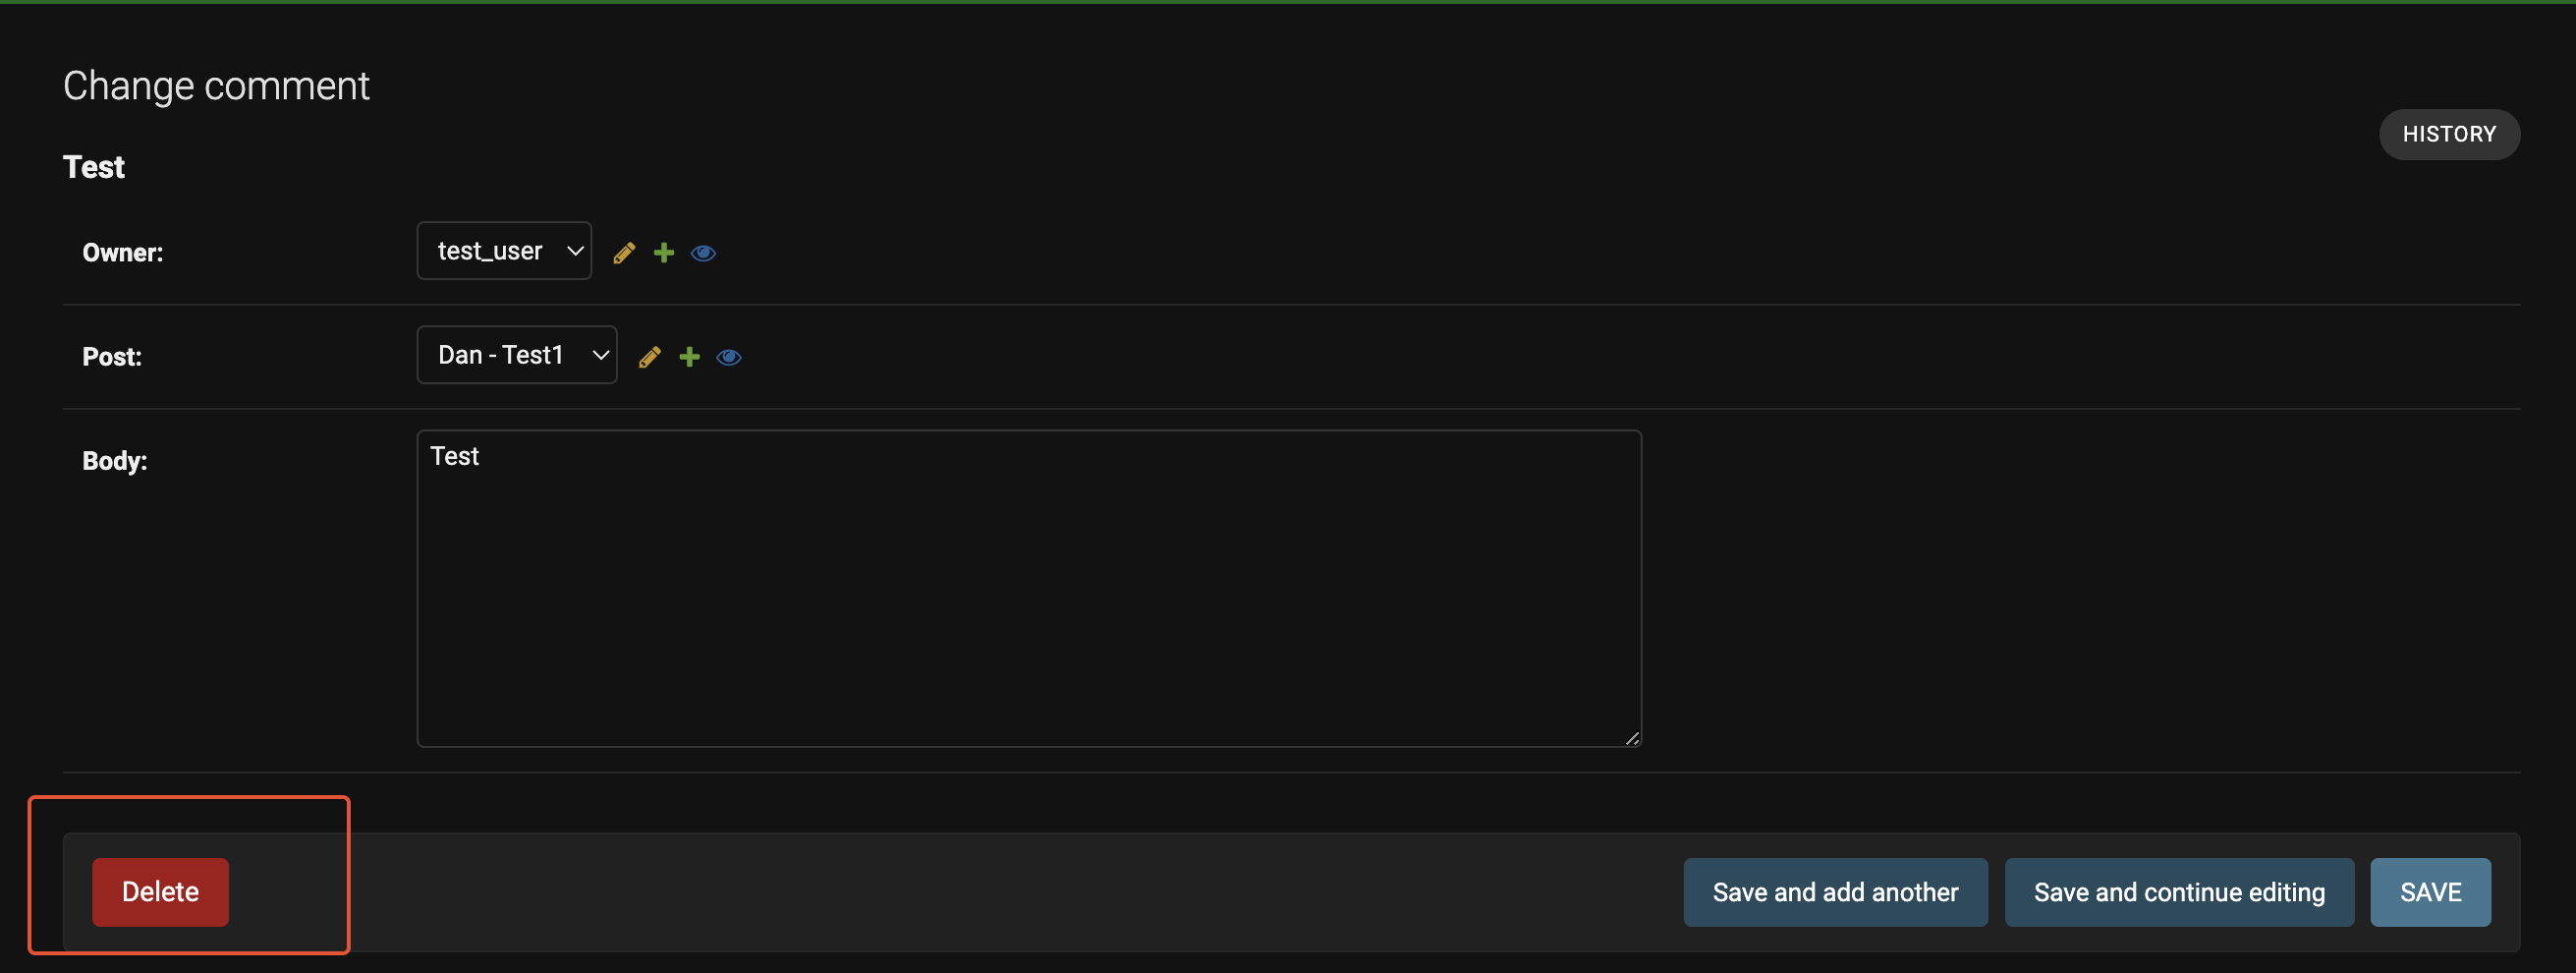 Change comment
HISTORY
Test
Owner:
test_user
Post:
Dan - Test1
Body:
Test
Delete
Save and add another
Save and continue editing
SAVE